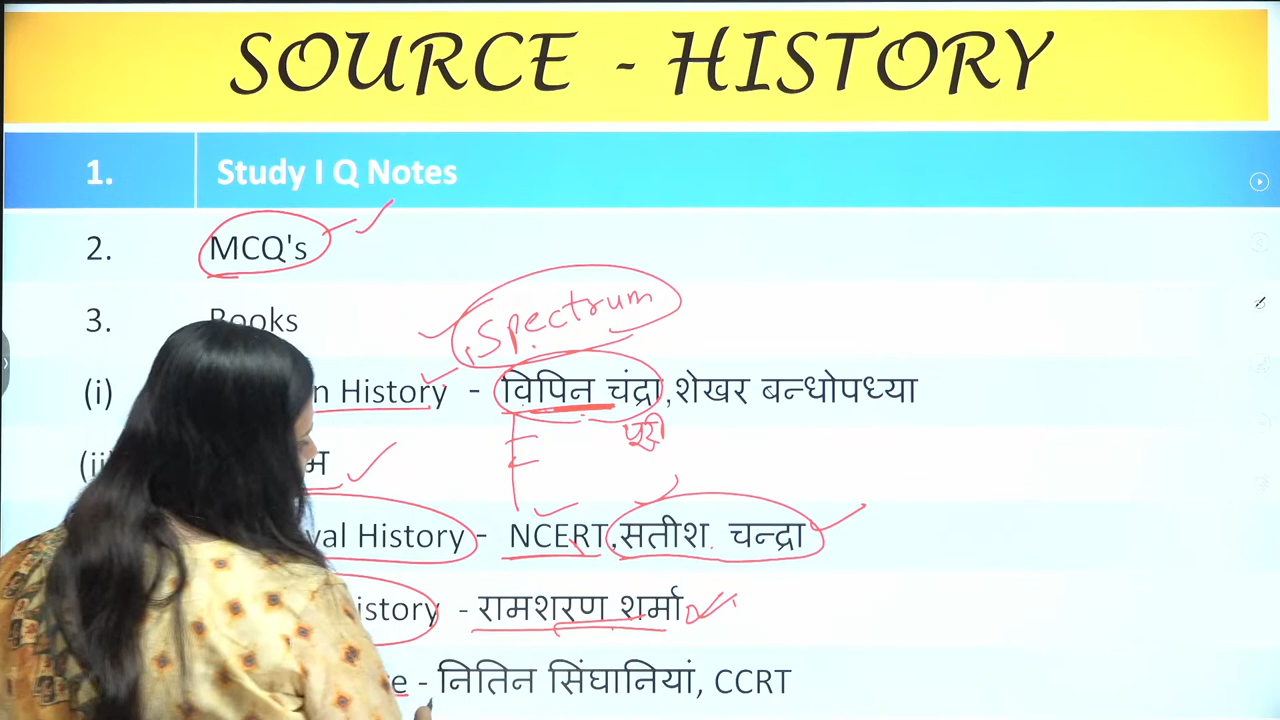 SOURCE - HISTORY
1. Study I Q Notes
2. MCQ's
Spectrum
3. Books
(i) n History - विपिन चंद्रा,शेखर बन्धोपध्या
पूरी
(ii म
val History - NCERT,सतीश चन्द्रा
istory - रामशरण शर्मा
e - नितिन सिंघानियां, CCRT